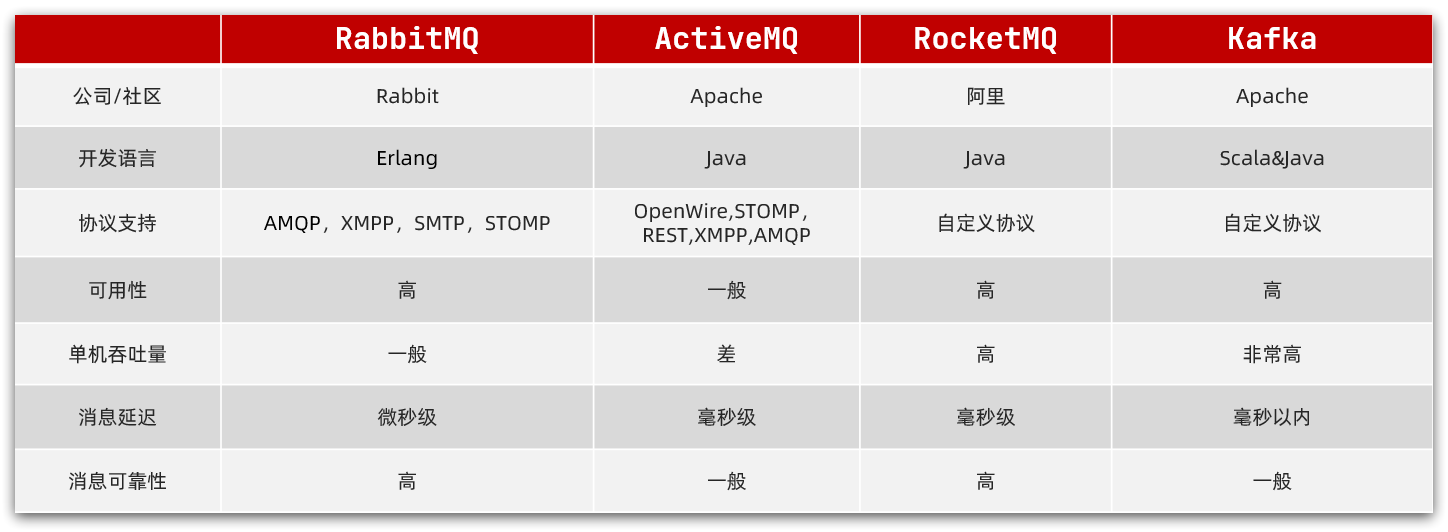 RabbitMQ ActiveMQ RocketMQ Kafka
公司/社区 Rabbit Apache 阿里 Apache
开发语言 Erlang Java Java Scala&Java
协议支持 AMQP，XMPP，SMTP，STOMP OpenWire,STOMP， 自定义协议 自定义协议
REST,XMPP,AMQP
可用性 高 一般 高 高
单机吞吐量 一般 差 高 非常高
消息延迟 微秒级 毫秒级 毫秒级 毫秒以内
消息可靠性 高 一般 高 一般